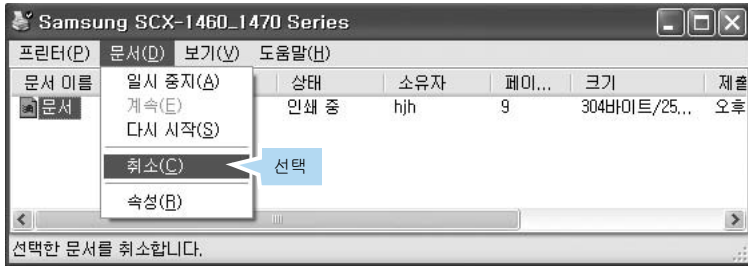 Samsung SCX-1460_1470 Series
프린터(P) 문서(D) 보기(V) 도움말(H)
문서 이름 상태 소유자 페이... 크기 제출
문서 인쇄 중 hjh 9 304바이트/25... 오후
일시 중지(A)
계속(E)
다시 시작(S)
취소(C) 선택
속성(R)
선택한 문서를 취소합니다.